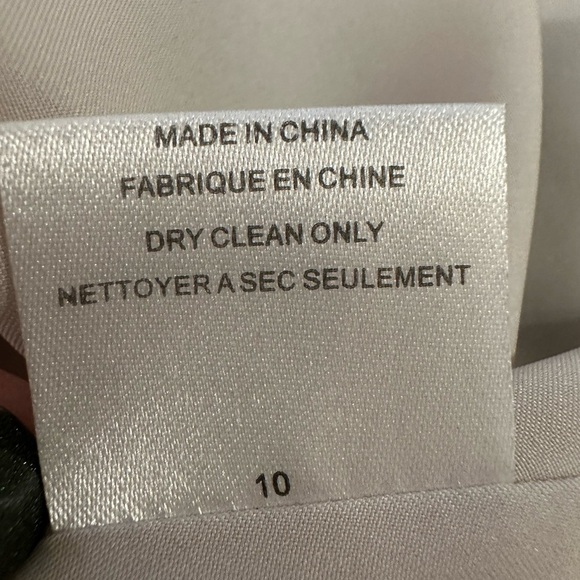 MADE IN CHINA
FABRIQUE EN CHINE
DRY CLEAN ONLY
NETTOYER A SEC SEULEMENT
10